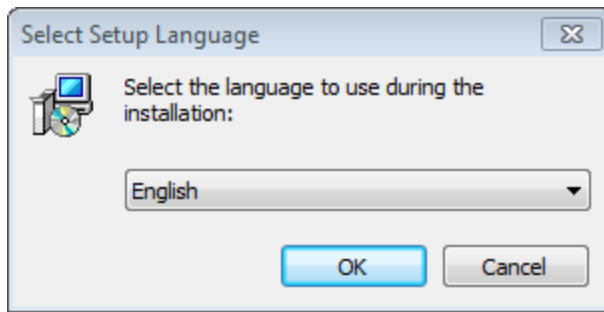 Select Setup Language
Select the language to use during the
installation:
English
OK
Cancel